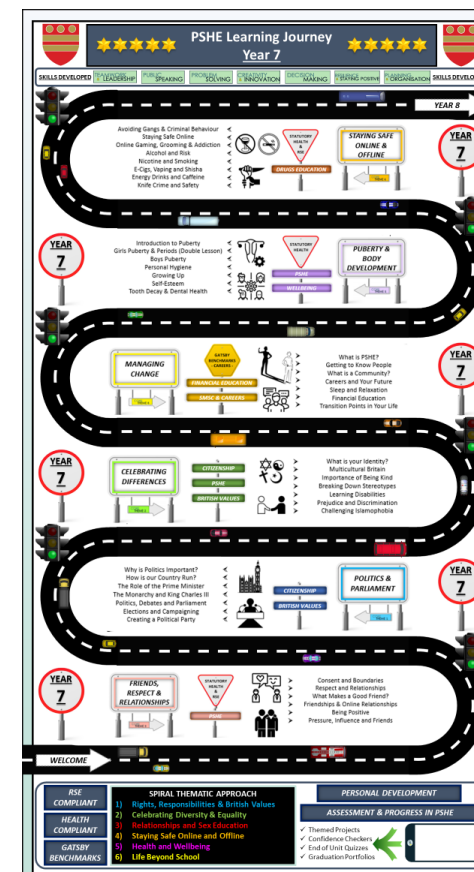 PSHE Learning Journey
Year 7
SKILLS DEVELOPED
TEAMWORK & LEADERSHIP
PUBLIC SPEAKING
PROBLEM SOLVING
CREATIVITY & INNOVATION
DECISION MAKING
STAYING POSITIVE
PLANNING & ORGANISATION
SKILLS DEVELO
YEAR 8
Avoiding Gangs & Criminal Behaviour
Staying Safe Online
Online Gaming, Grooming & Addiction
Alcohol and Risk
Nicotine and Smoking
E-Cigs, Vaping and Shisha
Energy Drinks and Caffeine
Knife Crime and Safety
STATUTORY
HEALTH
&
RSE
DRUGS EDUCATION
STAYING SAFE
ONLINE &
OFFLINE
YEAR
7
YEAR
7
Introduction to Puberty
Girls Puberty & Periods (Double Lesson)
Boys Puberty
Personal Hygiene
Growing Up
Self-Esteem
Tooth Decay & Dental Health
STATUTORY
HEALTH
PSHE
WELLBEING
PUBERTY &
BODY
DEVELOPMENT
MANAGING
CHANGE
GATSBY
BENCHMARKS
CAREERS
FINANCIAL EDUCATION
SMSC & CAREERS
What is PSHE?
Getting to Know People
What is a Community?
Careers and Your Future
Sleep and Relaxation
Financial Education
Transition Points in Your Life
YEAR
7
YEAR
7
CELEBRATING
DIFFERENCES
CITIZENSHIP
PSHE
BRITISH VALUES
What is your Identity?
Multicultural Britain
Importance of Being Kind
Breaking Down Stereotypes
Learning Disabilities
Prejudice and Discrimination
Challenging Islamophobia
Why is Politics Important?
How is our Country Run?
The Role of the Prime Minister
The Monarchy and King Charles III
Politics, Debates and Parliament
Elections and Campaigning
Creating a Political Party
CITIZENSHIP
BRITISH VALUES
POLITICS &
PARLIAMENT
YEAR
7
YEAR
7
FRIENDS,
RESPECT &
RELATIONSHIPS
STATUTORY
HEALTH
&
RSE
PSHE
Consent and Boundaries
Respect and Relationships
What Makes a Good Friend?
Friendships & Online Relationships
Being Positive
Pressure, Influence and Friends
WELCOME
RSE
COMPLIANT
HEALTH
COMPLIANT
GATSBY
BENCHMARKS
SPIRAL THEMATIC APPROACH
1) Rights, Responsibilities & British Values
2) Celebrating Diversity & Equality
3) Relationships and Sex Education
4) Staying Safe Online and Offline
5) Health and Wellbeing
6) Life Beyond School
PERSONAL DEVELOPMENT
ASSESSMENT & PROGRESS IN PSHE
✓ Themed Projects
✓ Confidence Checkers
✓ End of Unit Quizzes
✓ Graduation Portfolios